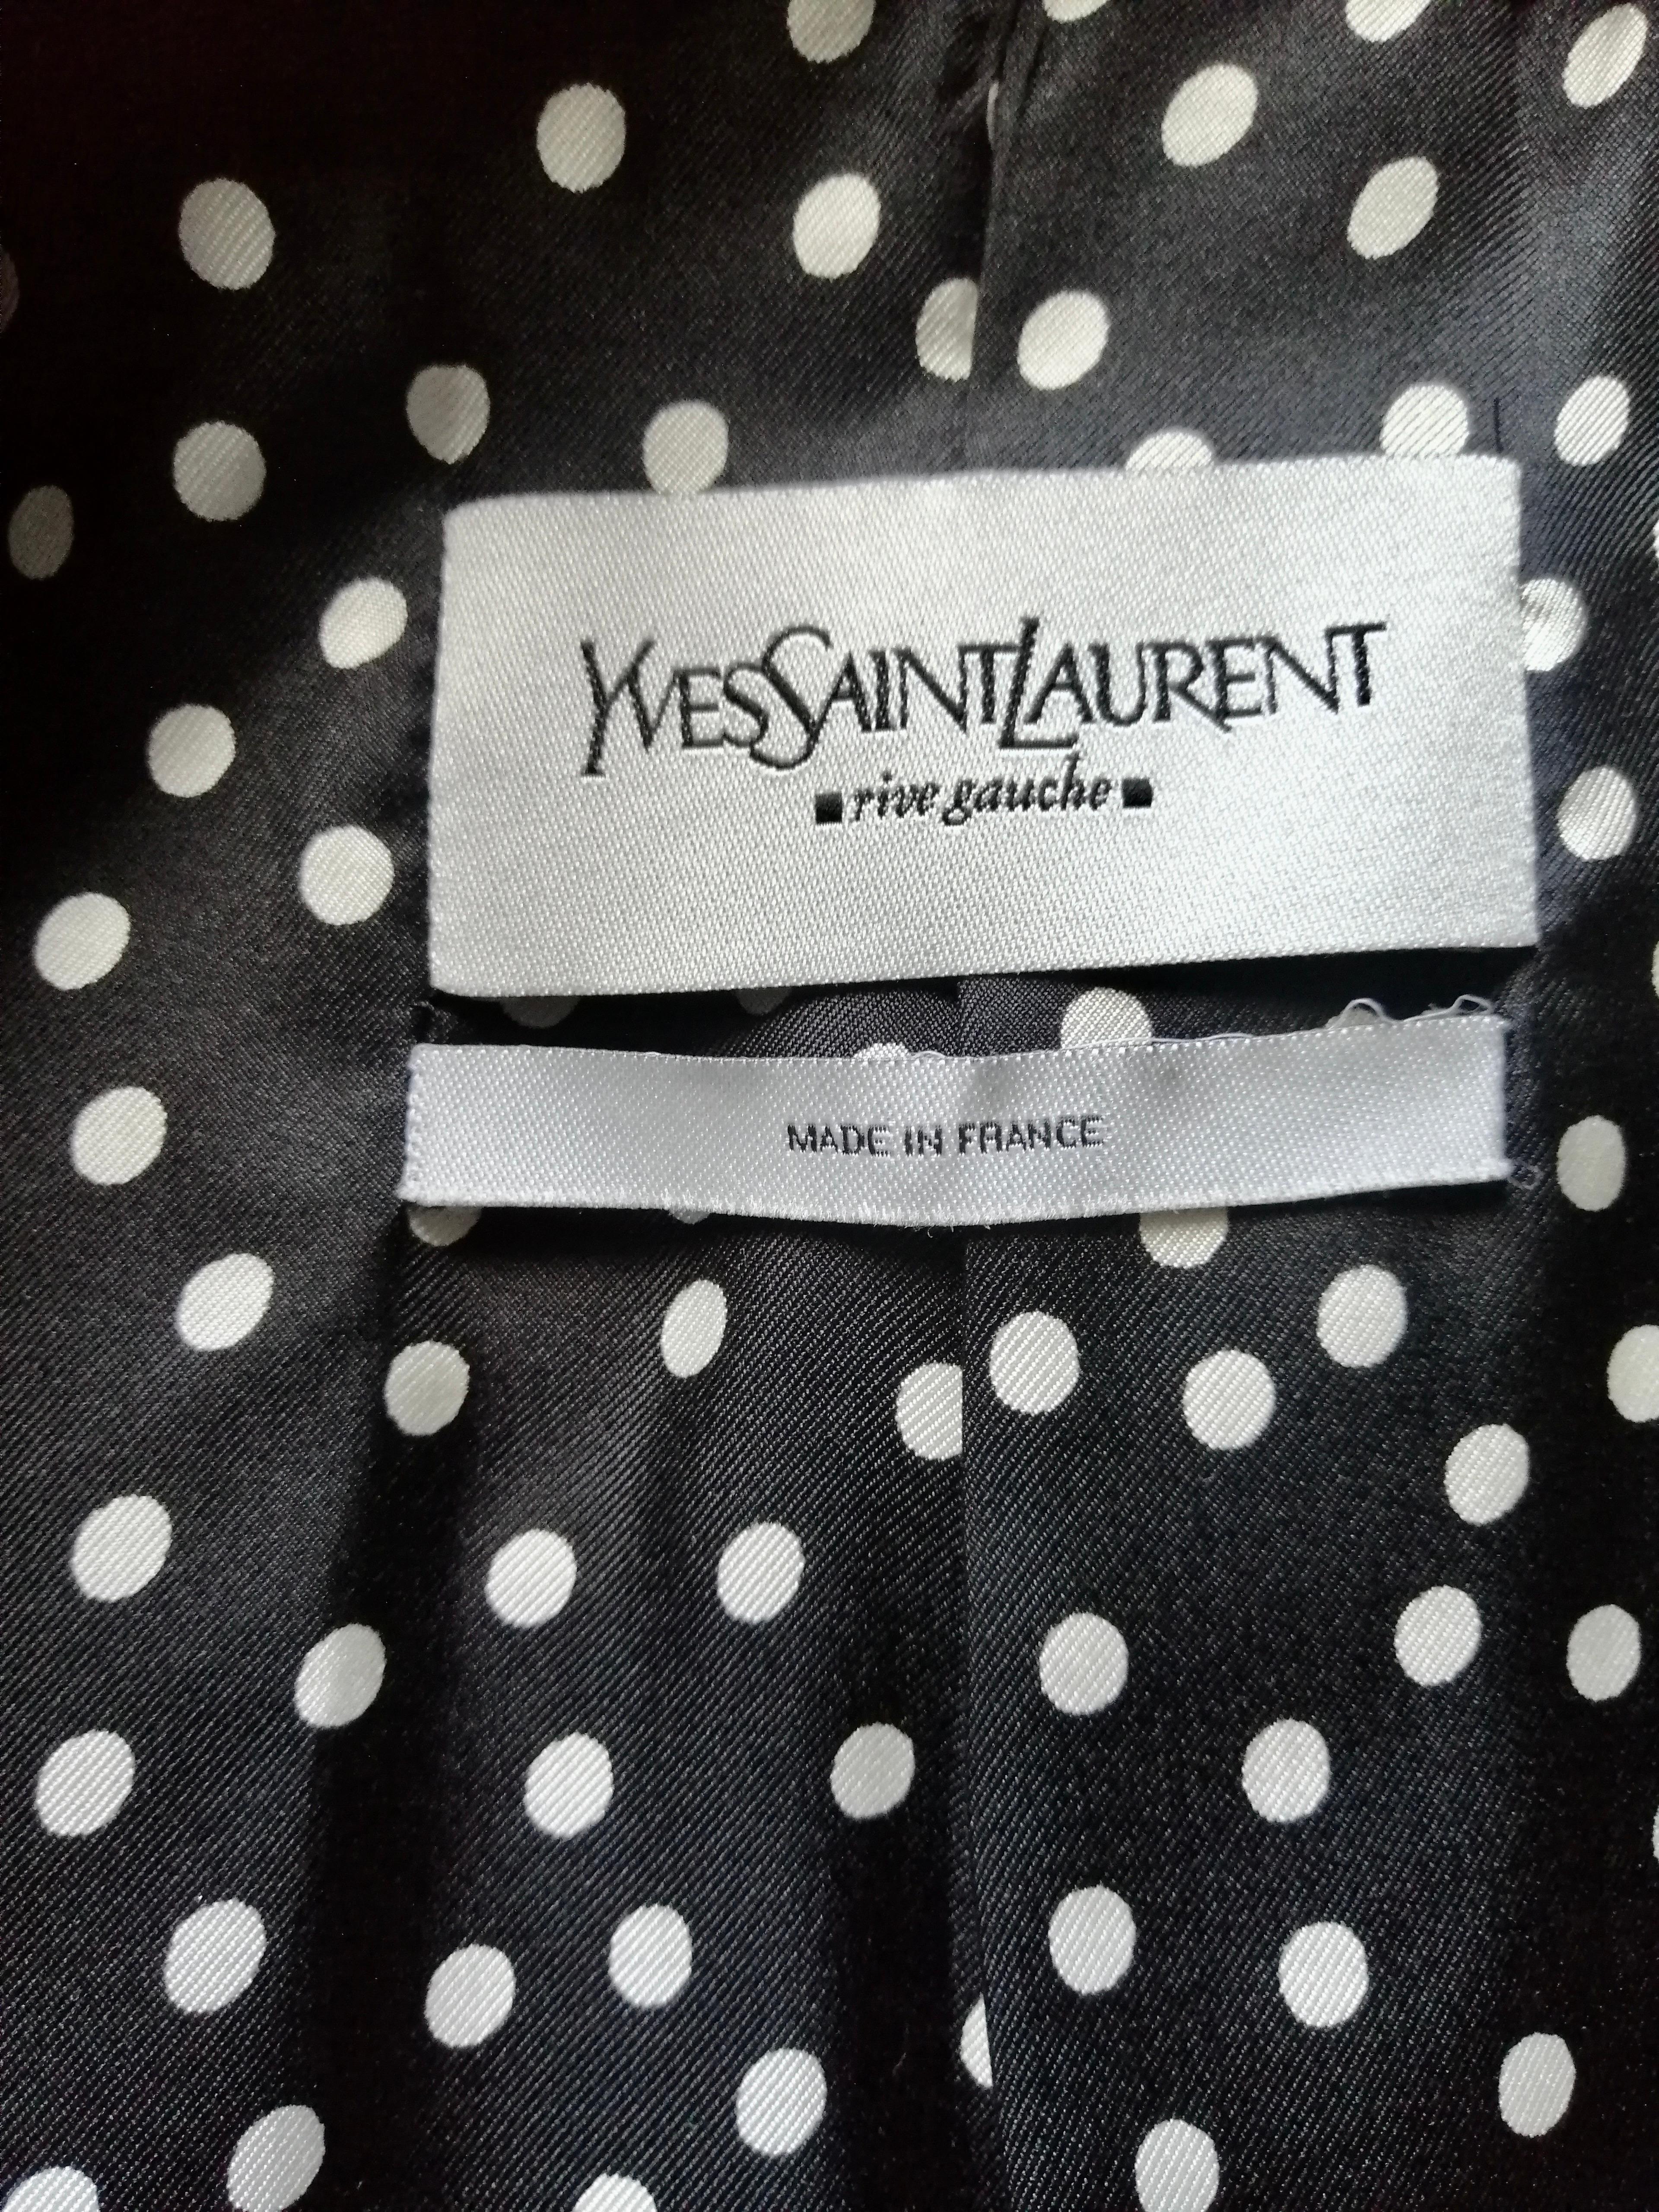 YVESSAINTLAURENT
▪rive gauche▪
MADE IN FRANCE